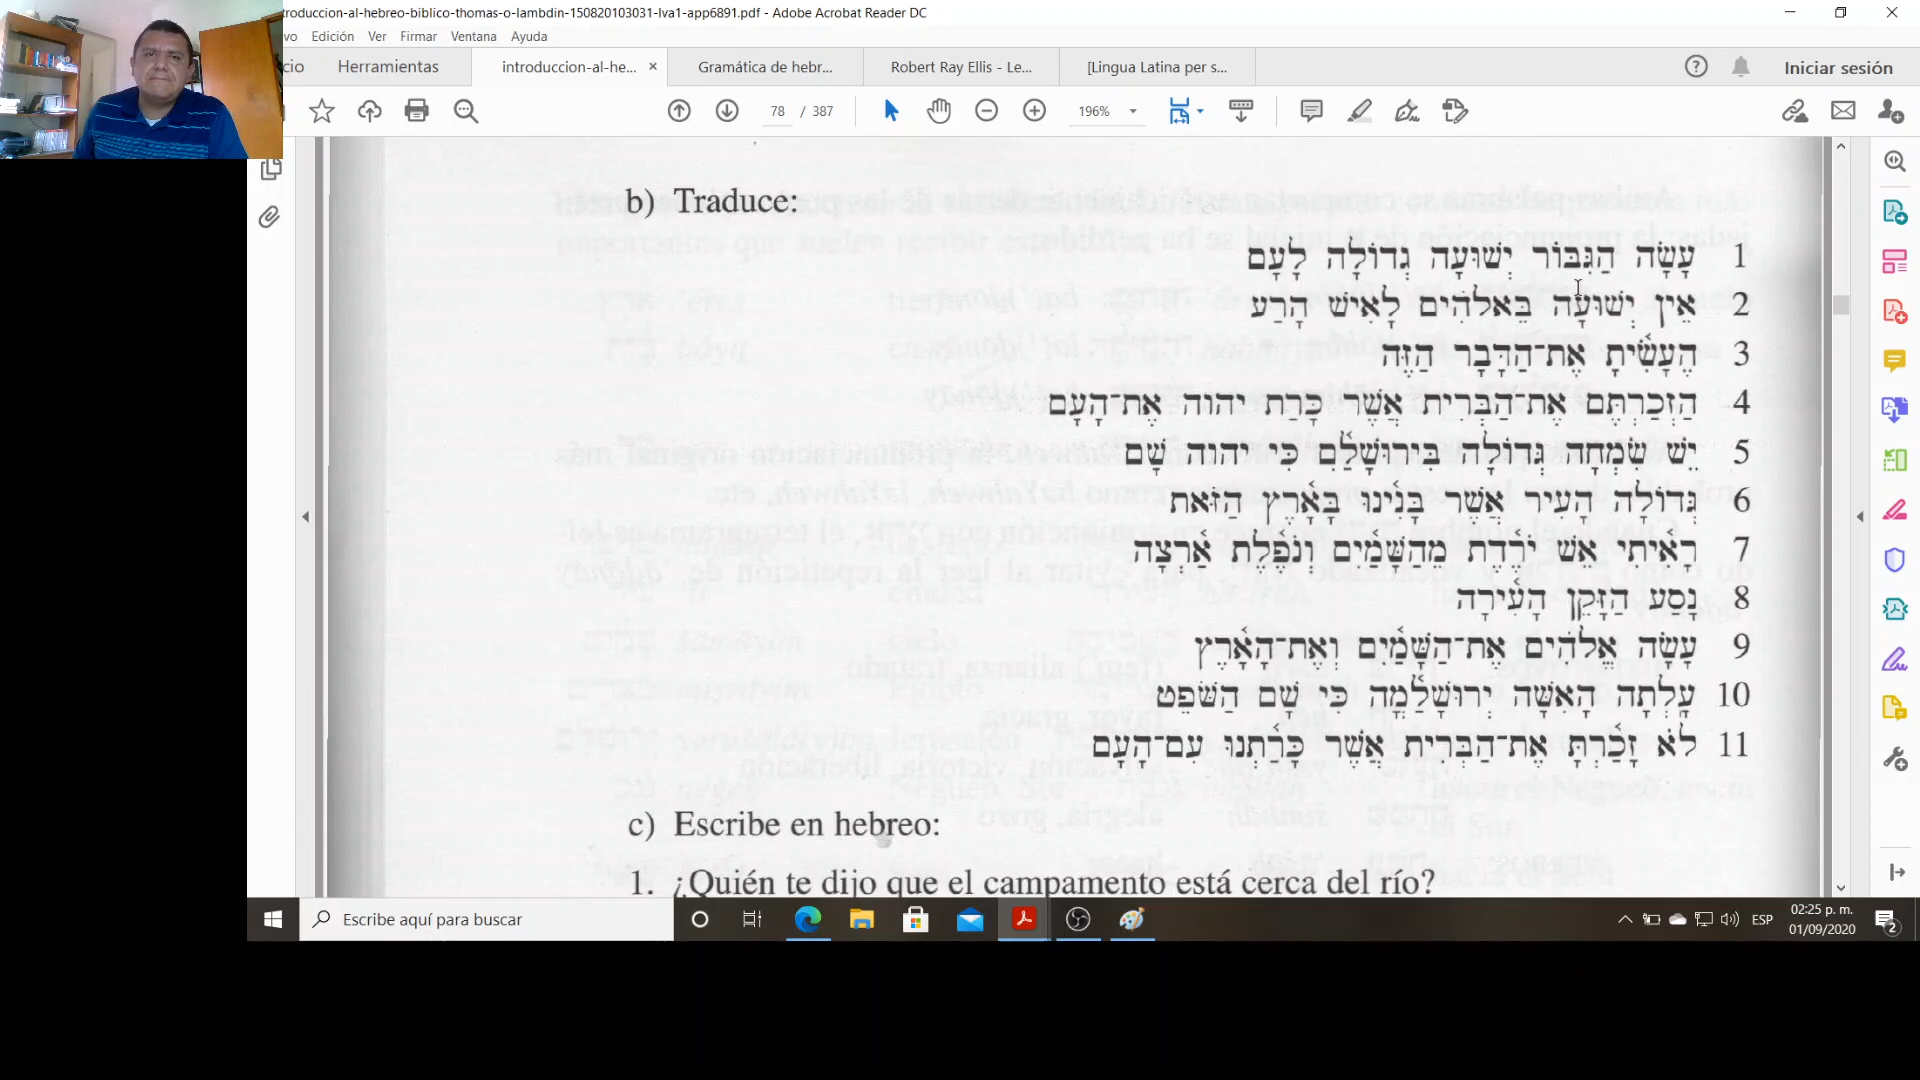 troduccion-al-hebreo-biblico-thomas-o-lambdin-150820103031-lva1-app6891.pdf - Adobe Acrobat Reader DC
vo Edición Ver Firmar Ventana Ayuda
cio Herramientas introduccion-al-he... × Gramática de hebr... Robert Ray Ellis - Le... [Lingua Latina per s... Iniciar sesión
78 / 387 196%
b) Traduce:
1 עָשָׂה הַגִּבּוֹר יְשׁוּעָה גְדוֹלָה לָעָם
2 אֵין יְשׁוּעָה בֵּאלֹהִים לָאִישׁ הָרַע
3 הֶעָשִׂ֫יתָ אֶת־הַדָּבָר הַזֶּה
4 הַזְכַרְתֶּם אֶת־הַבְּרִית אֲשֶׁר כָּרַת יהוה אֶת־הָעָם
5 יֵשׁ שִׂמְחָה גְדוֹלָה בִּירוּשָׁלַ֫םִ כִּי יהוה שָׁם
6 גְּדוֹלָה הָעִיר אֲשֶׁר בָּנִ֫ינוּ בָּאָ֫רֶץ הַזֹּאת
7 רָאִ֫יתִי אֵשׁ יֹרֶ֫דֶת מֵהַשָּׁמַ֫יִם וְנֹפֶ֫לֶת אַ֫רְצָה
8 נָסַע הַזָּקֵן הָעִ֫ירָה
9 עָשָׂה אֱלֹהִים אֶת־הַשָּׁמַ֫יִם וְאֶת־הָאָ֫רֶץ
10 עָלְתָה הָאִשָּׁה יְרוּשָׁלַ֫מָה כִּי שָׁם הַשֹּׁפֵט
11 לֹא זָכַ֫רְתָּ אֶת־הַבְּרִית אֲשֶׁר כָּרַ֫תְנוּ עִם־הָעָם
c) Escribe en hebreo:
1. ¿Quién te dijo que el campamento está cerca del río?
Escribe aquí para buscar
ESP 02:25 p. m.
01/09/2020 2